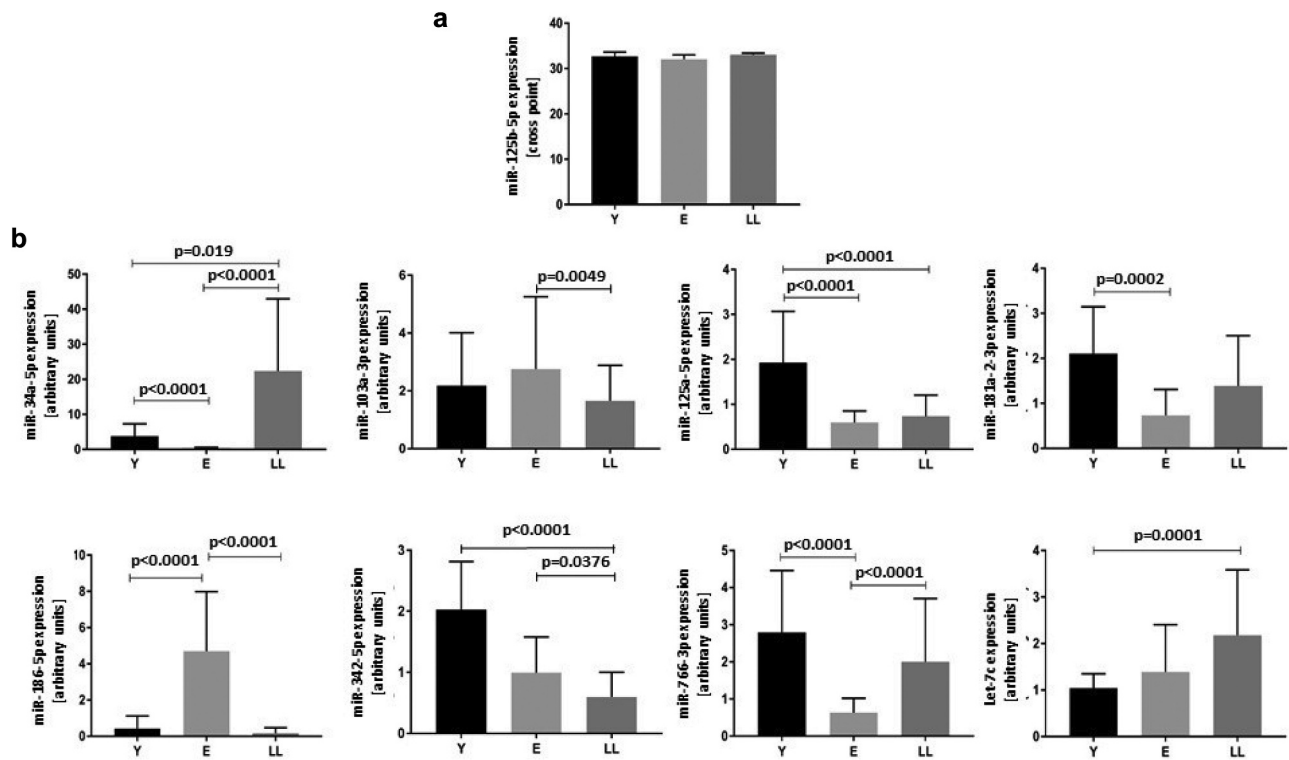 a
miR-125b-5p expression
[cross point]
40
30
20
10
0
Y E LL
b
miR-34a-5p expression
[arbitrary units]
50
40
30
20
10
0
p=0.019
p<0.0001
p<0.0001
Y E LL
miR-103a-3p expression
[arbitrary units]
6
4
2
0
p=0.0049
Y E LL
miR-125a-5p expression
[arbitrary units]
4
3
2
1
0
p<0.0001
p<0.0001
Y E LL
miR-181a-2-3p expression
[arbitrary units]
4
3
2
1
0
p=0.0002
Y E LL
miR-186-5p expression
[arbitrary units]
10
8
6
4
2
0
p<0.0001
p<0.0001
Y E LL
miR-342-5p expression
[arbitrary units]
3
2
1
0
p<0.0001
p=0.0376
Y E LL
miR-766-3p expression
[arbitrary units]
5
4
3
2
1
0
p<0.0001
p<0.0001
Y E LL
Let-7c expression
[arbitrary units]
4
3
2
1
0
p=0.0001
Y E LL